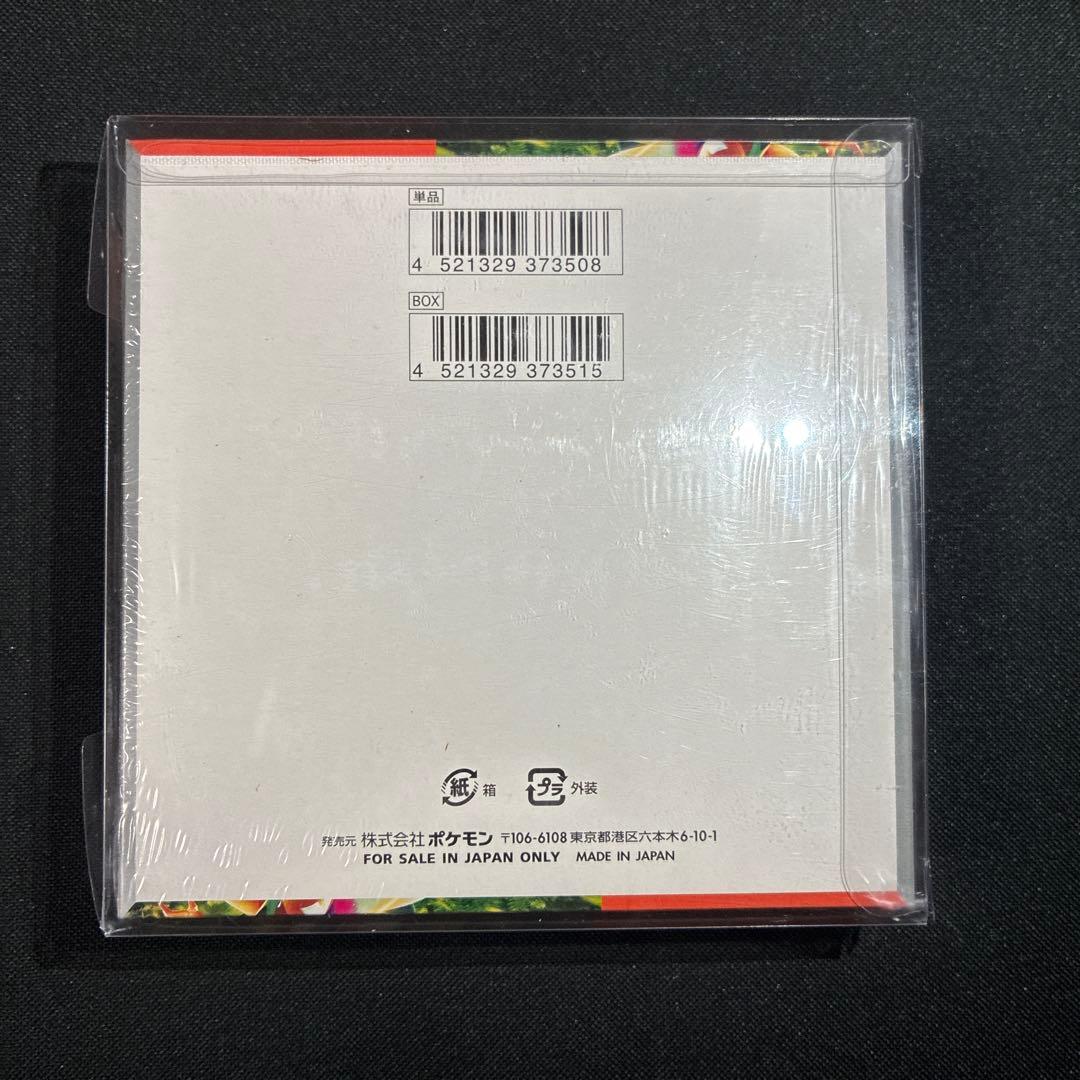 単品
4 521329 373508
BOX
4 521329 373515
紙 箱 プラ 外装
発売元 株式会社 ポケモン 〒106-6108 東京都港区六本木6-10-1
FOR SALE IN JAPAN ONLY MADE IN JAPAN